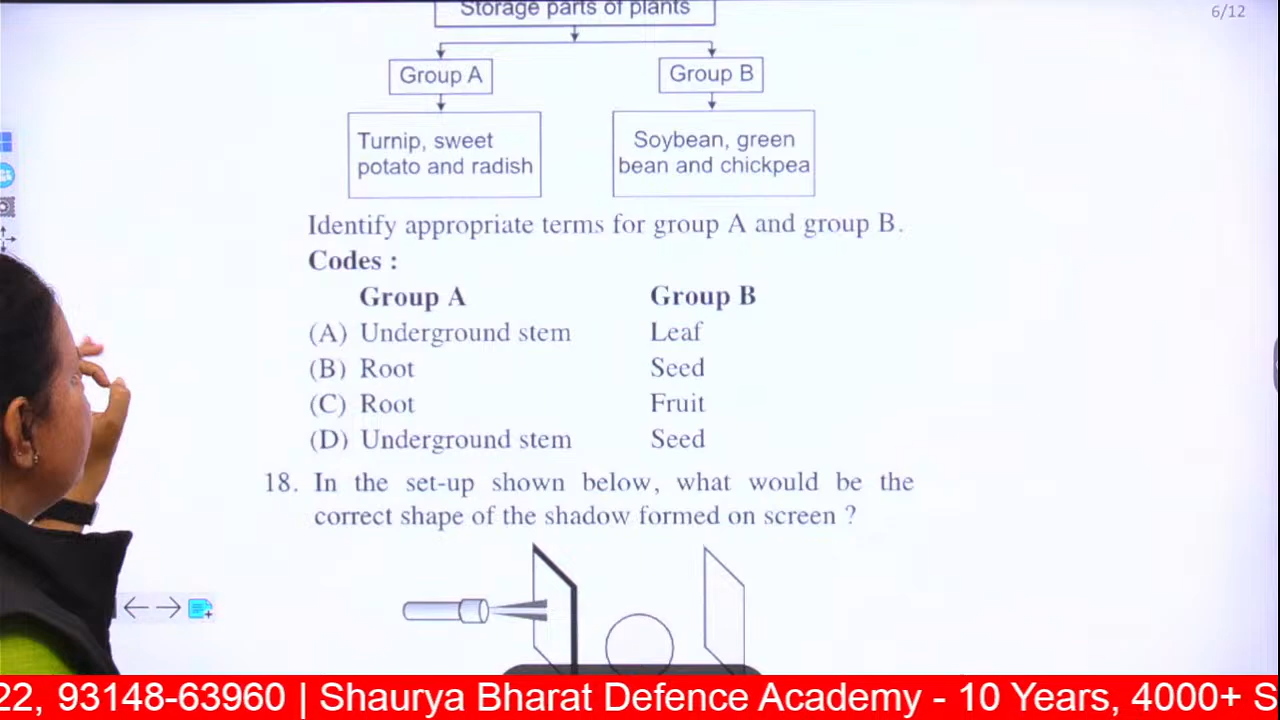 6/12
Storage parts of plants
Group A
Group B
Turnip, sweet
potato and radish
Soybean, green
bean and chickpea
Identify appropriate terms for group A and group B.
Codes :
Group A Group B
(A) Underground stem Leaf
(B) Root Seed
(C) Root Fruit
(D) Underground stem Seed
18. In the set-up shown below, what would be the
correct shape of the shadow formed on screen ?
22, 93148-63960 | Shaurya Bharat Defence Academy - 10 Years, 4000+ S